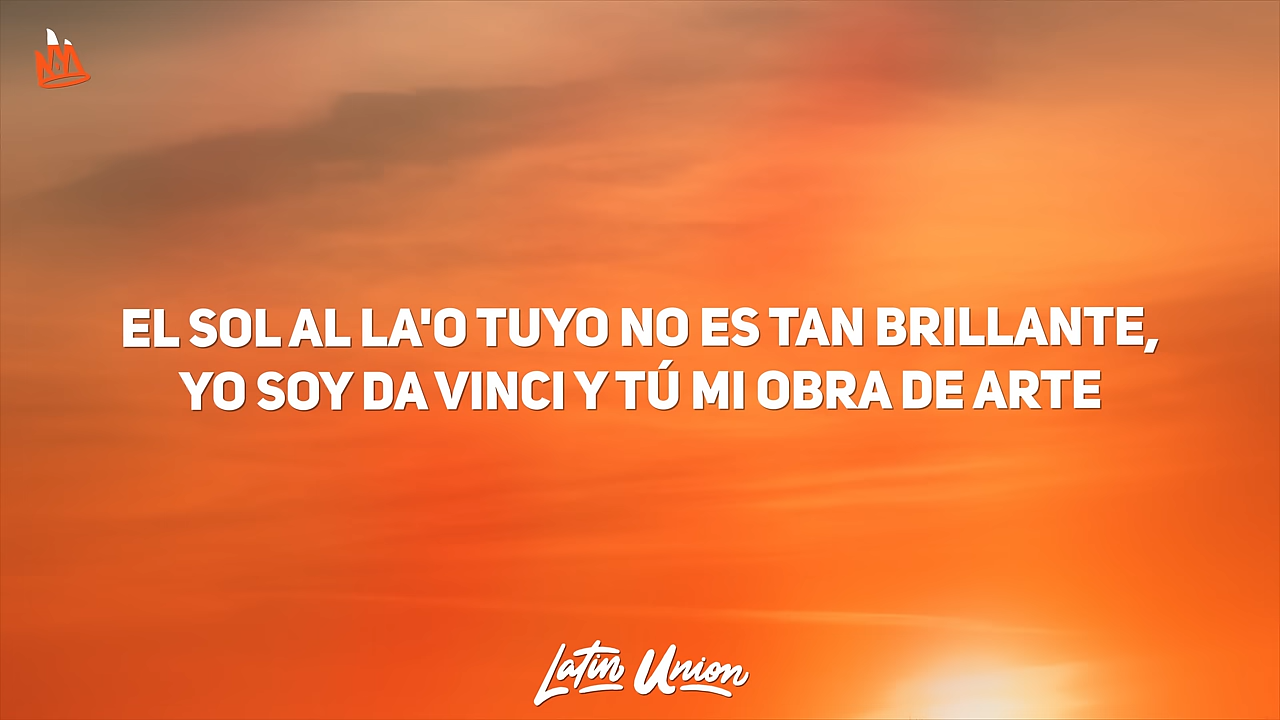 EL SOL AL LA'O TUYO NO ES TAN BRILLANTE,
YO SOY DA VINCI Y TÚ MI OBRA DE ARTE
Latin Union